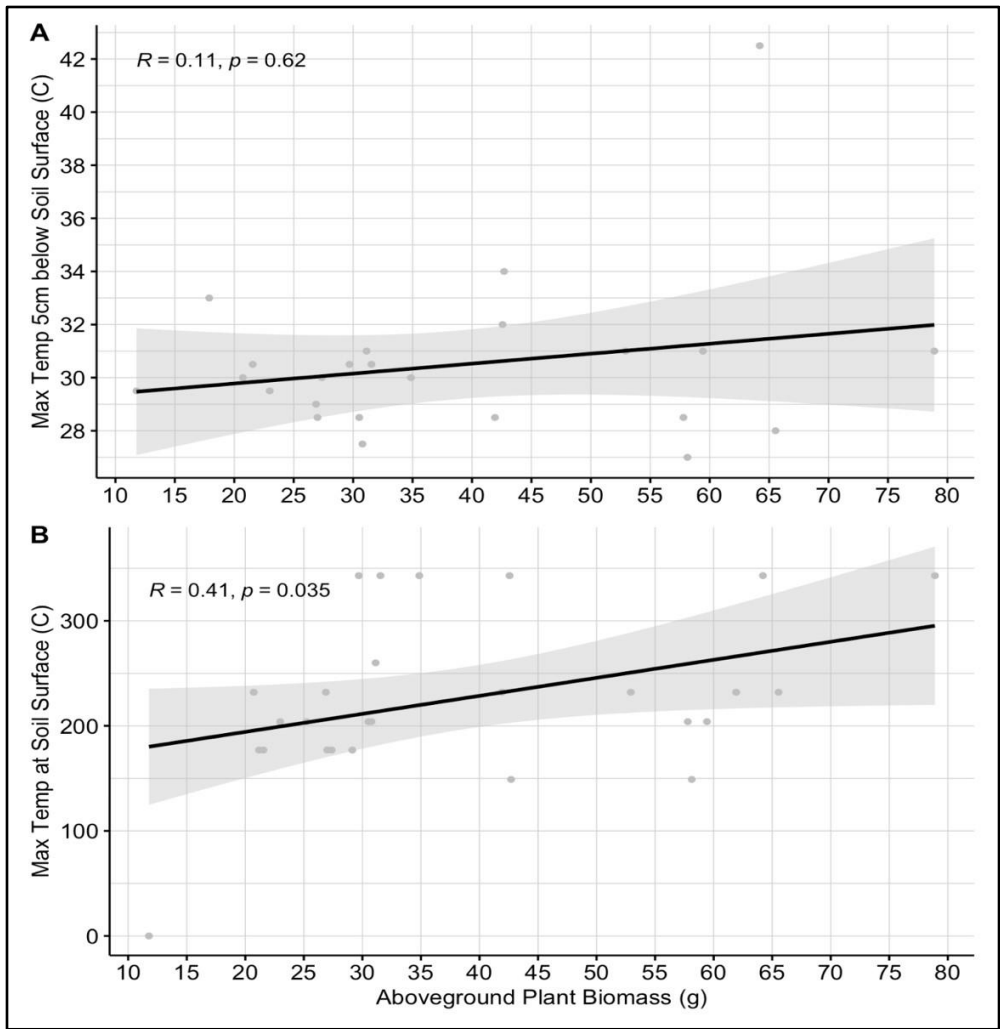 A
R = 0.11, p = 0.62
Max Temp 5cm below Soil Surface (C)
42
40
38
36
34
32
30
28
10 15 20 25 30 35 40 45 50 55 60 65 70 75 80
B
R = 0.41, p = 0.035
Max Temp at Soil Surface (C)
300
200
100
0
10 15 20 25 30 35 40 45 50 55 60 65 70 75 80
Aboveground Plant Biomass (g)